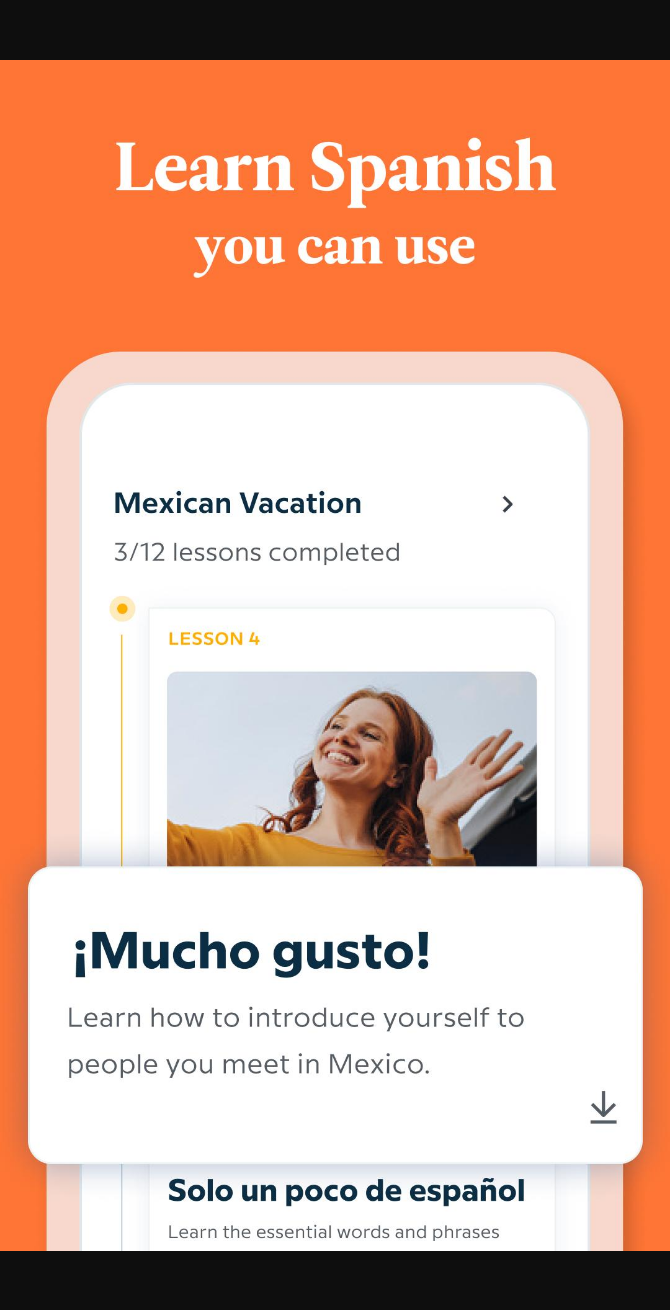 Learn Spanish
you can use
Mexican Vacation
3/12 lessons completed
LESSON 4
¡Mucho gusto!
Learn how to introduce yourself to
people you meet in Mexico.
Solo un poco de español
Learn the essential words and phrases